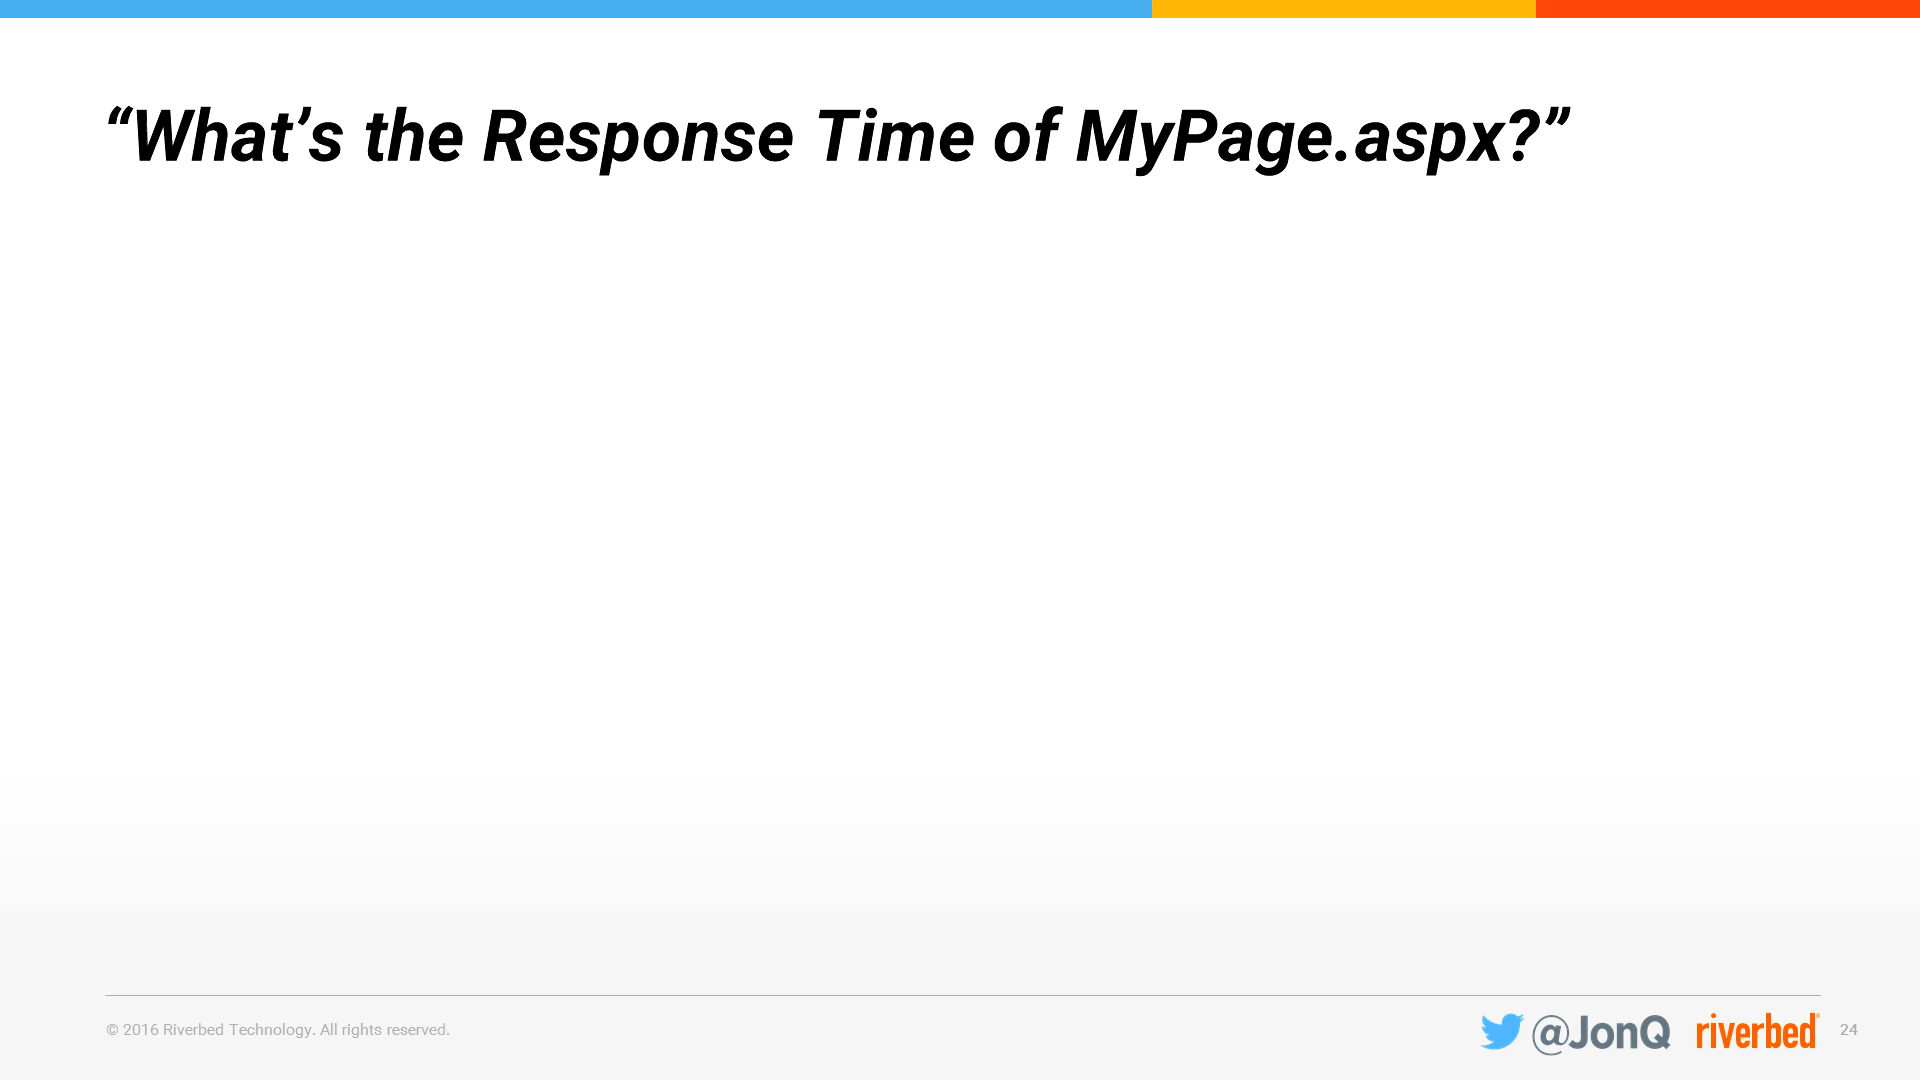 “What’s the Response Time of MyPage.aspx?”
© 2016 Riverbed Technology. All rights reserved.
@JonQ
riverbed®
24